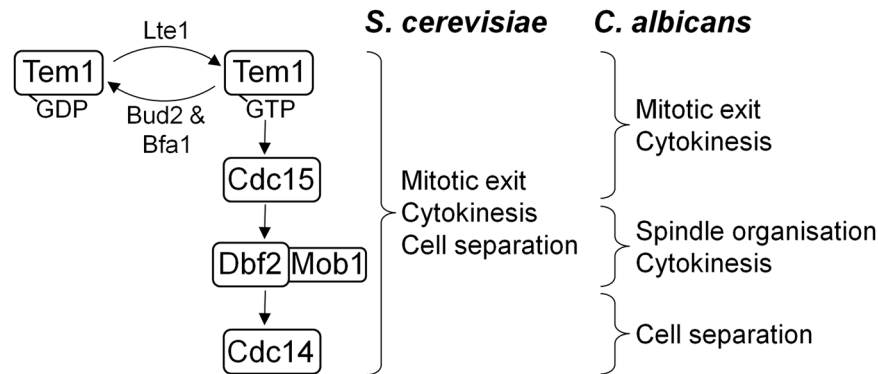 S. cerevisiae
C. albicans
Lte1
Tem1
Tem1
GDP
GTP
Bud2 &
Bfa1
Cdc15
Dbf2
Mob1
Cdc14
Mitotic exit
Cytokinesis
Cell separation
Mitotic exit
Cytokinesis
Spindle organisation
Cytokinesis
Cell separation